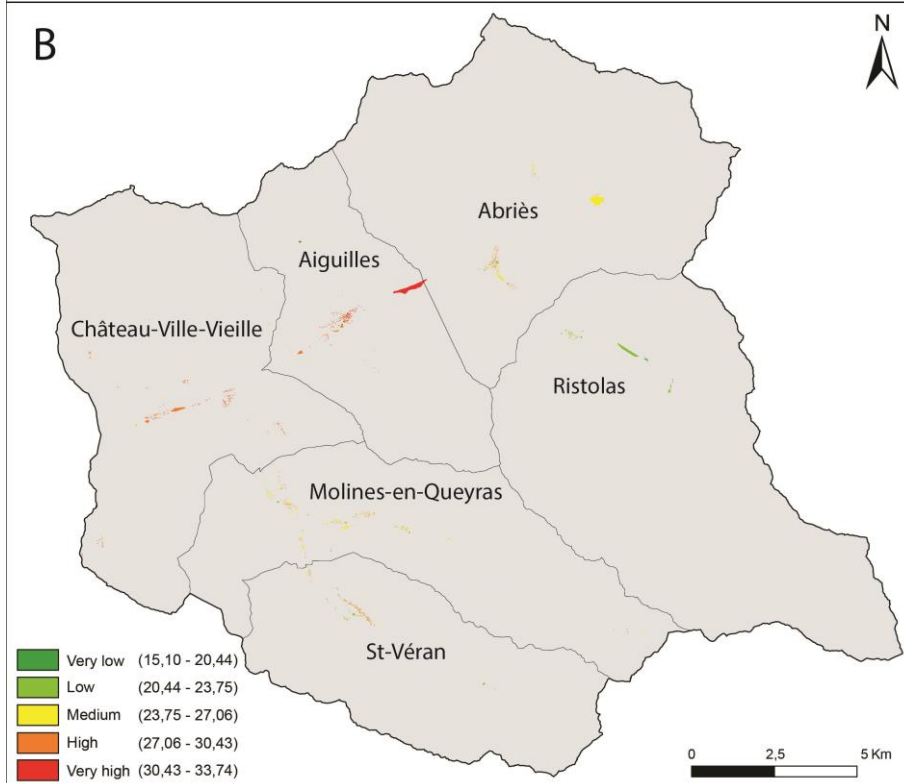 B
N
Abriès
Aiguilles
Château-Ville-Vieille
Ristolas
Molines-en-Queyras
St-Véran
Very low (15,10 - 20,44)
Low (20,44 - 23,75)
Medium (23,75 - 27,06)
High (27,06 - 30,43)
Very high (30,43 - 33,74)
0 2,5 5 Km